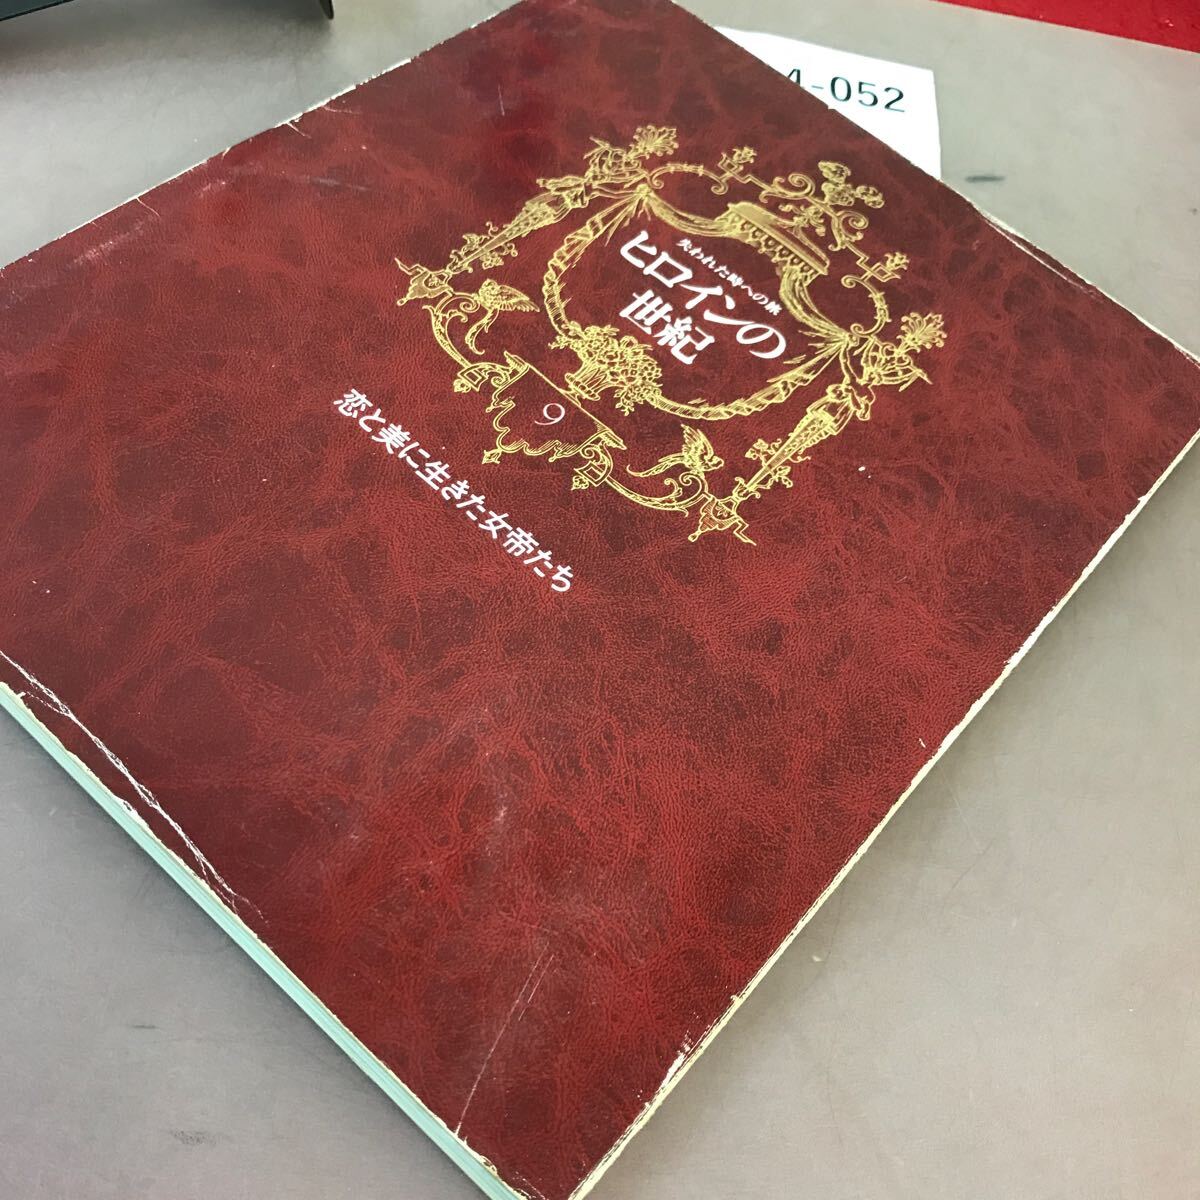 4-052
失われた時への旅
ヒロインの
世紀
9
恋と美に生きた女帝たち